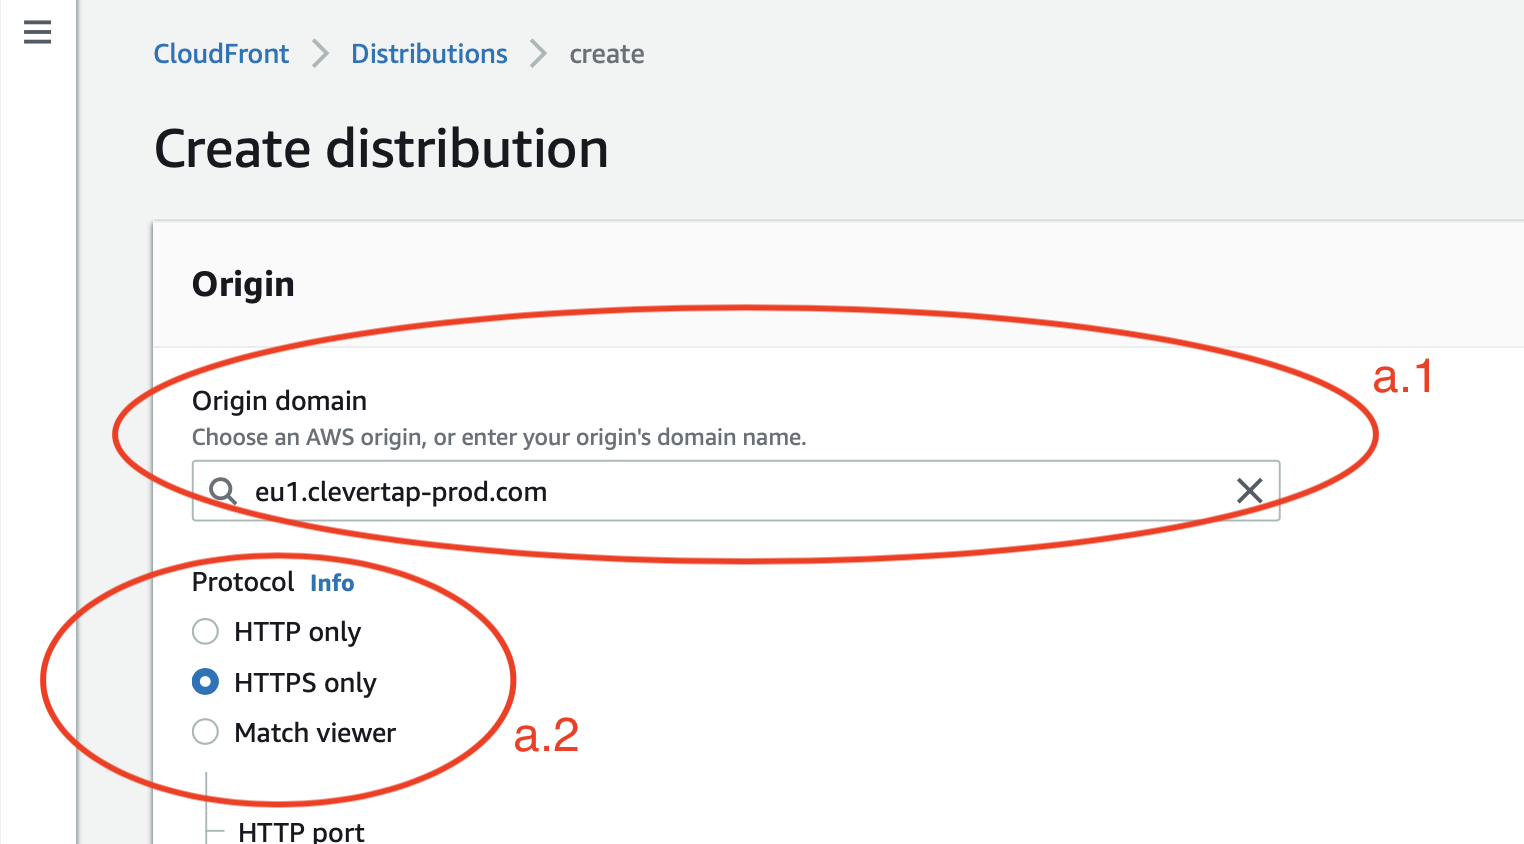 CloudFront > Distributions > create
Create distribution
Origin
a.1
Origin domain
Choose an AWS origin, or enter your origin's domain name.
eu1.clevertap-prod.com
Protocol Info
HTTP only
HTTPS only
Match viewer
a.2
HTTP port